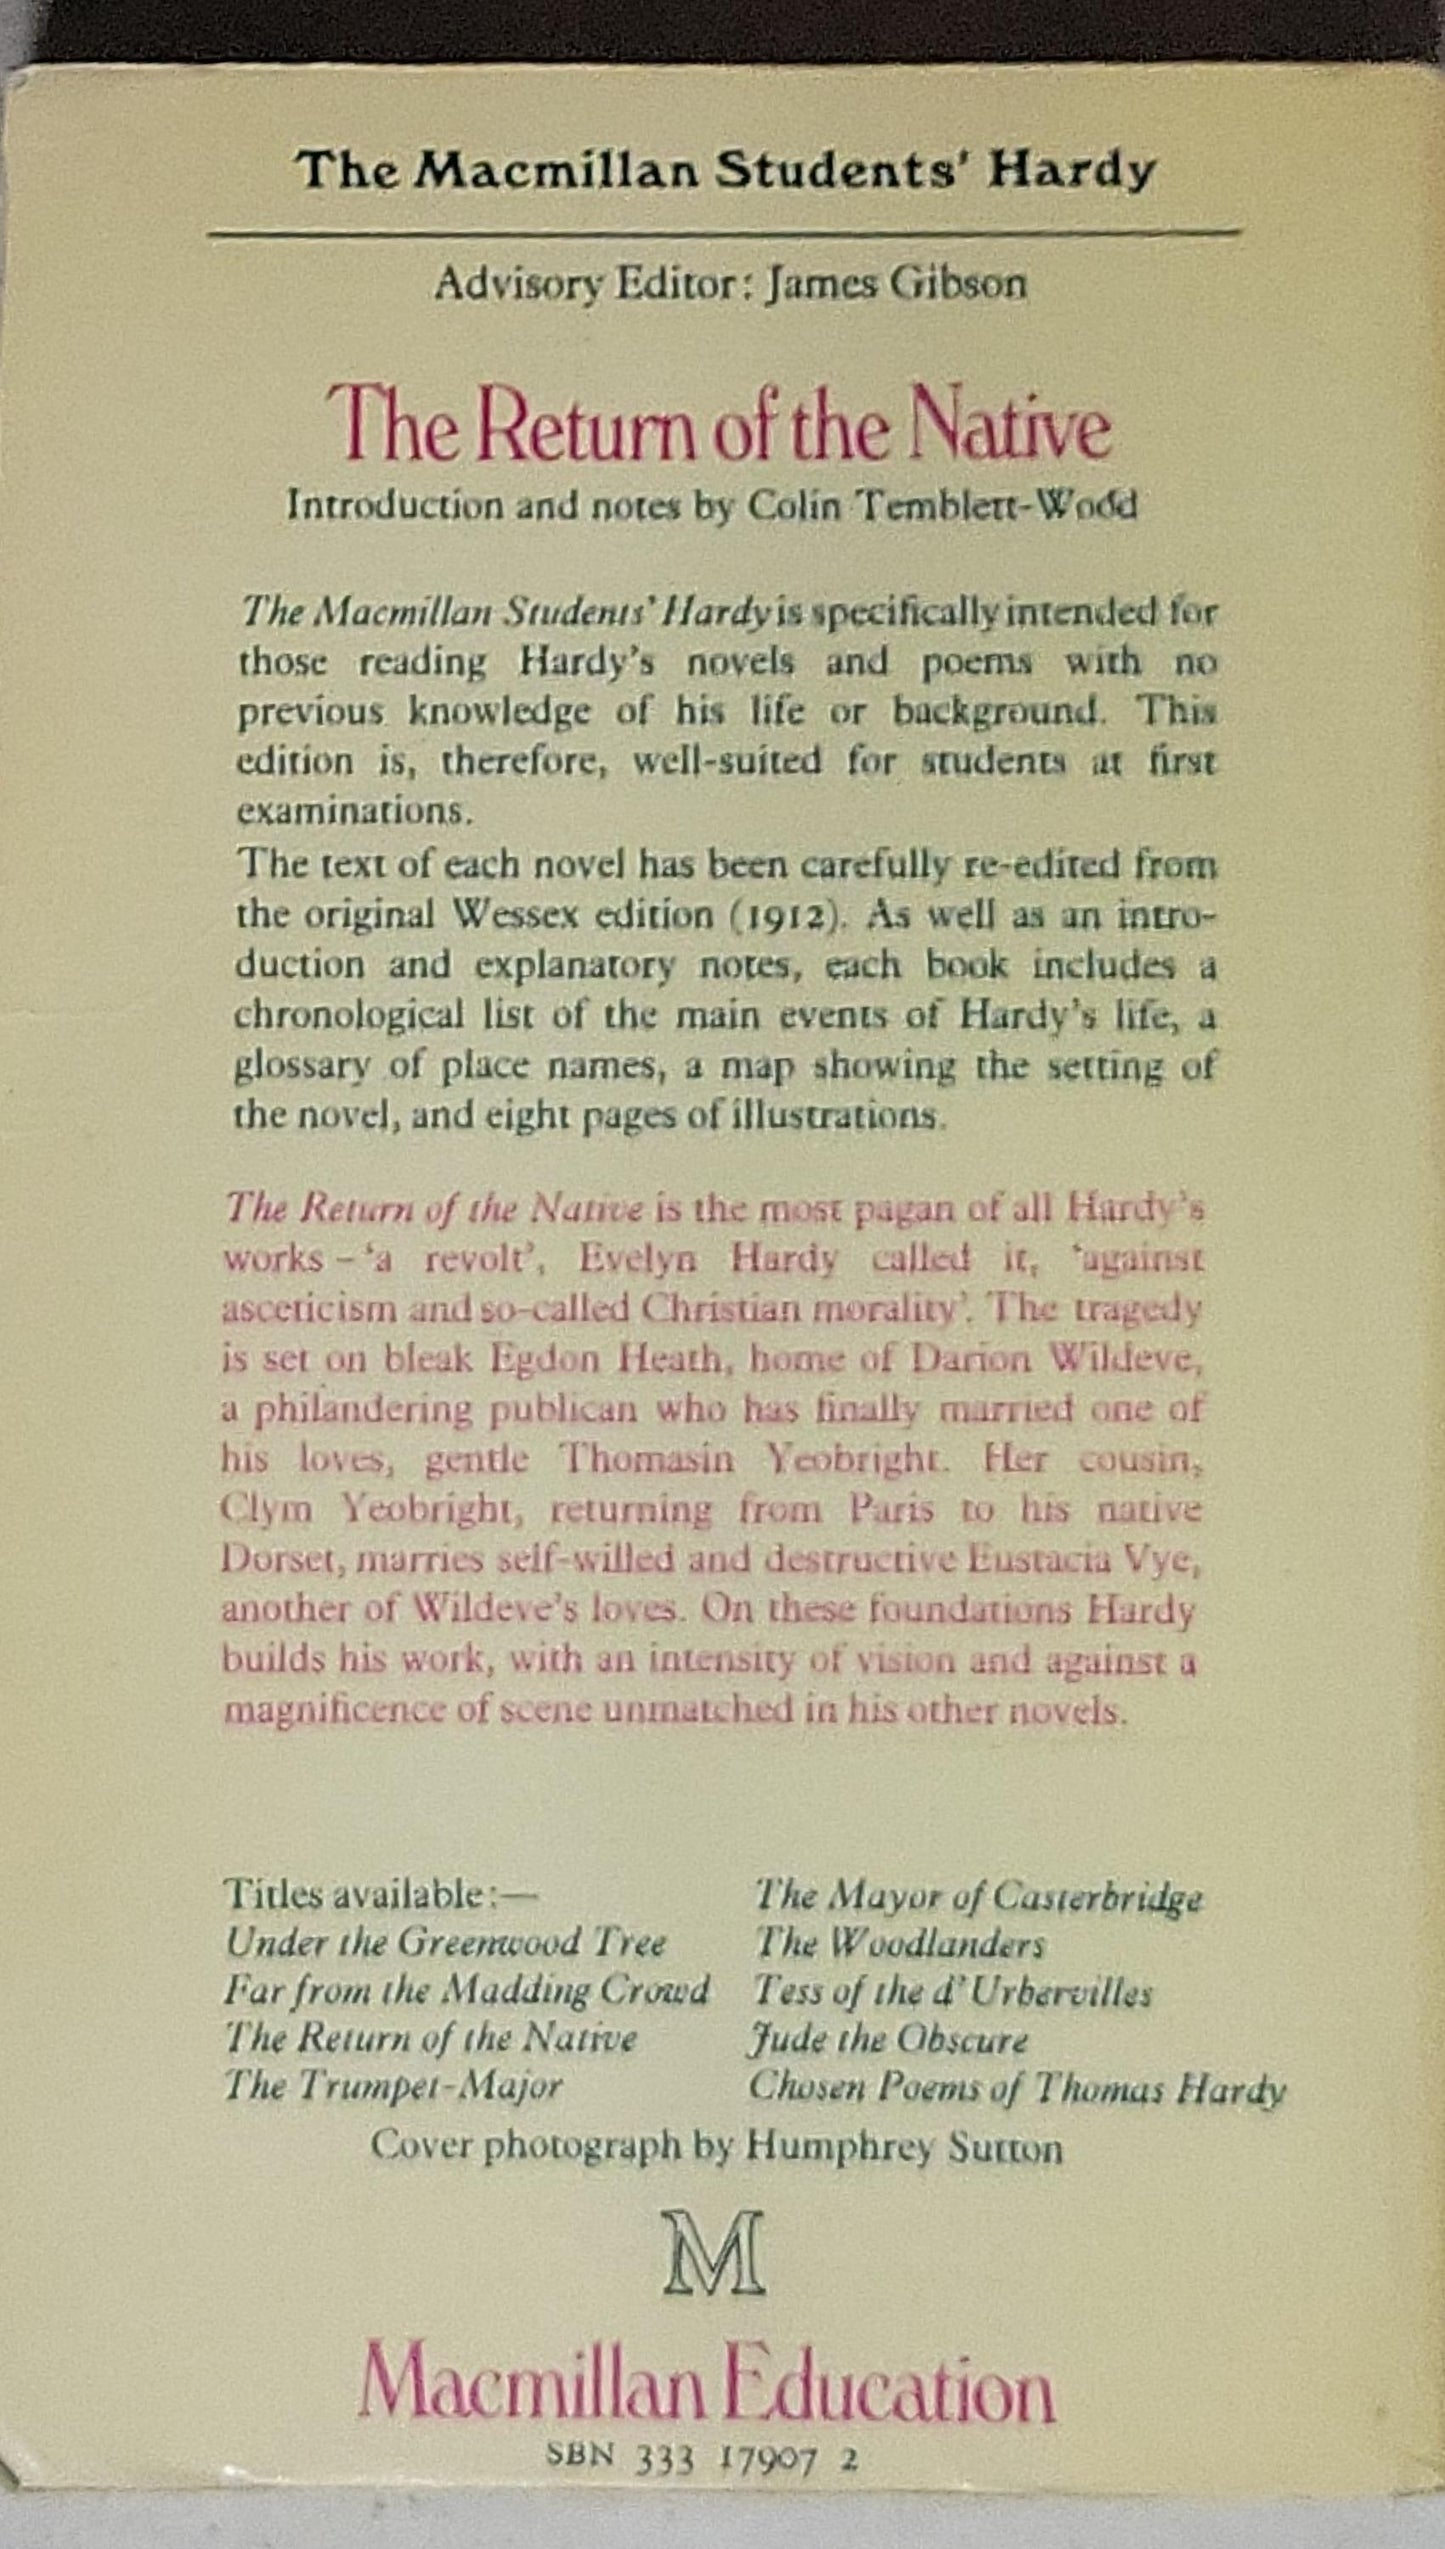 The Macmillan Students' Hardy
Advisory Editor: James Gibson
The Return of the Native
Introduction and notes by Colin Temblett-Wood
The Macmillan Students' Hardy is specifically intended for
those reading Hardy's novels and poems with no
previous knowledge of his life or background. This
edition is, therefore, well-suited for students at first
examinations.
The text of each novel has been carefully re-edited from
the original Wessex edition (1912). As well as an intro-
duction and explanatory notes, each book includes a
chronological list of the main events of Hardy's life, a
glossary of place names, a map showing the setting of
the novel, and eight pages of illustrations.
The Return of the Native is the most pagan of all Hardy's
works – 'a revolt', Evelyn Hardy called it, 'against
asceticism and so-called Christian morality'. The tragedy
is set on bleak Egdon Heath, home of Darion Wildeve,
a philandering publican who has finally married one of
his loves, gentle Thomasin Yeobright. Her cousin,
Clym Yeobright, returning from Paris to his native
Dorset, marries self-willed and destructive Eustacia Vye,
another of Wildeve's loves. On these foundations Hardy
builds his work, with an intensity of vision and against a
magnificence of scene unmatched in his other novels.
Titles available:—
Under the Greenwood Tree
Far from the Madding Crowd
The Return of the Native
The Trumpet-Major
The Mayor of Casterbridge
The Woodlanders
Tess of the d'Urbervilles
Jude the Obscure
Chosen Poems of Thomas Hardy
Cover photograph by Humphrey Sutton
M
Macmillan Education
SBN 333 17907 2